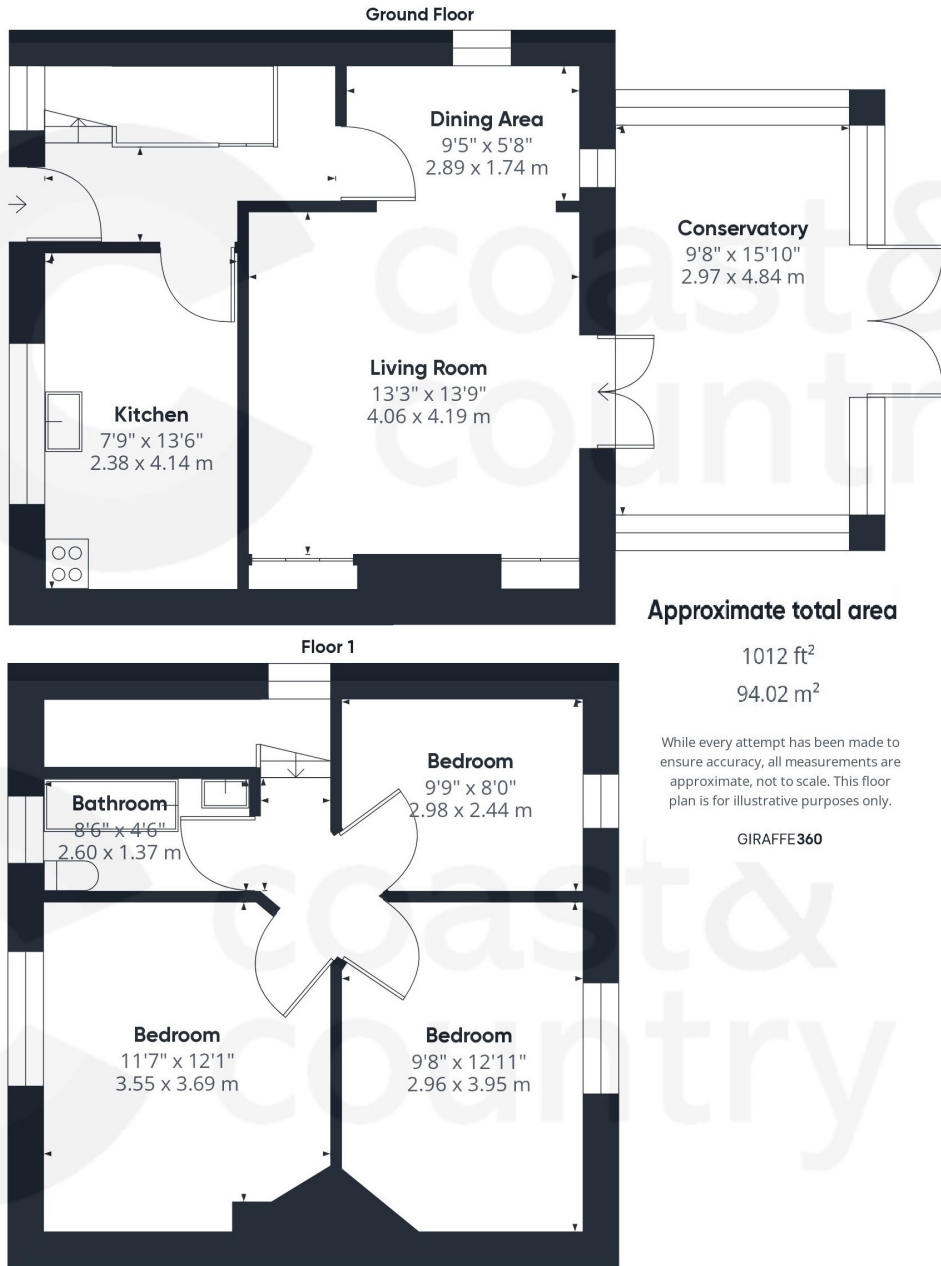 Ground Floor
Dining Area
9'5" x 5'8"
2.89 x 1.74 m
Conservatory
9'8" x 15'10"
2.97 x 4.84 m
Living Room
13'3" x 13'9"
4.06 x 4.19 m
Kitchen
7'9" x 13'6"
2.38 x 4.14 m
coast &
country
Approximate total area
1012 ft²
94.02 m²
While every attempt has been made to
ensure accuracy, all measurements are
approximate, not to scale. This floor
plan is for illustrative purposes only.
GIRAFFE360
Floor 1
Bedroom
9'9" x 8'0"
2.98 x 2.44 m
Bathroom
8'6" x 4'6"
2.60 x 1.37 m
Bedroom
11'7" x 12'1"
3.55 x 3.69 m
Bedroom
9'8" x 12'11"
2.96 x 3.95 m
coast &
country